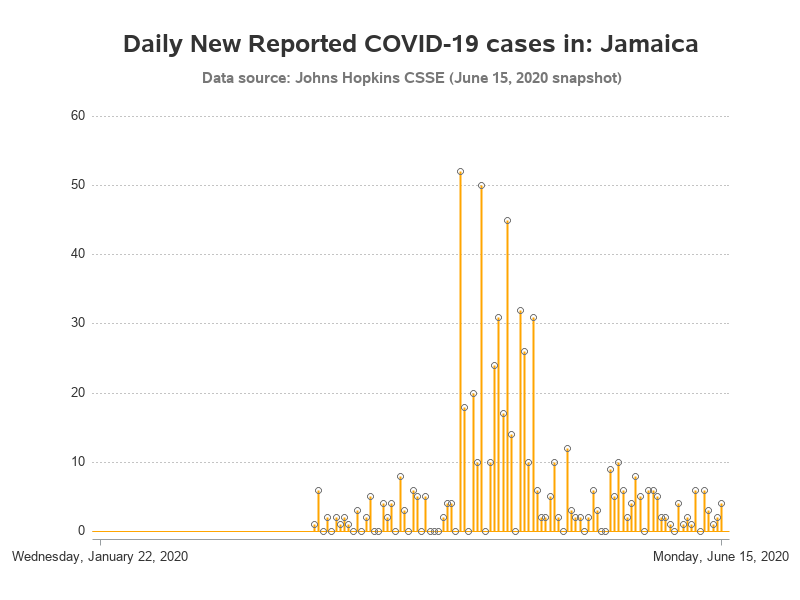 Daily New Reported COVID-19 cases in: Jamaica
Data source: Johns Hopkins CSSE (June 15, 2020 snapshot)
60
50
40
30
20
10
0
Wednesday, January 22, 2020
Monday, June 15, 2020